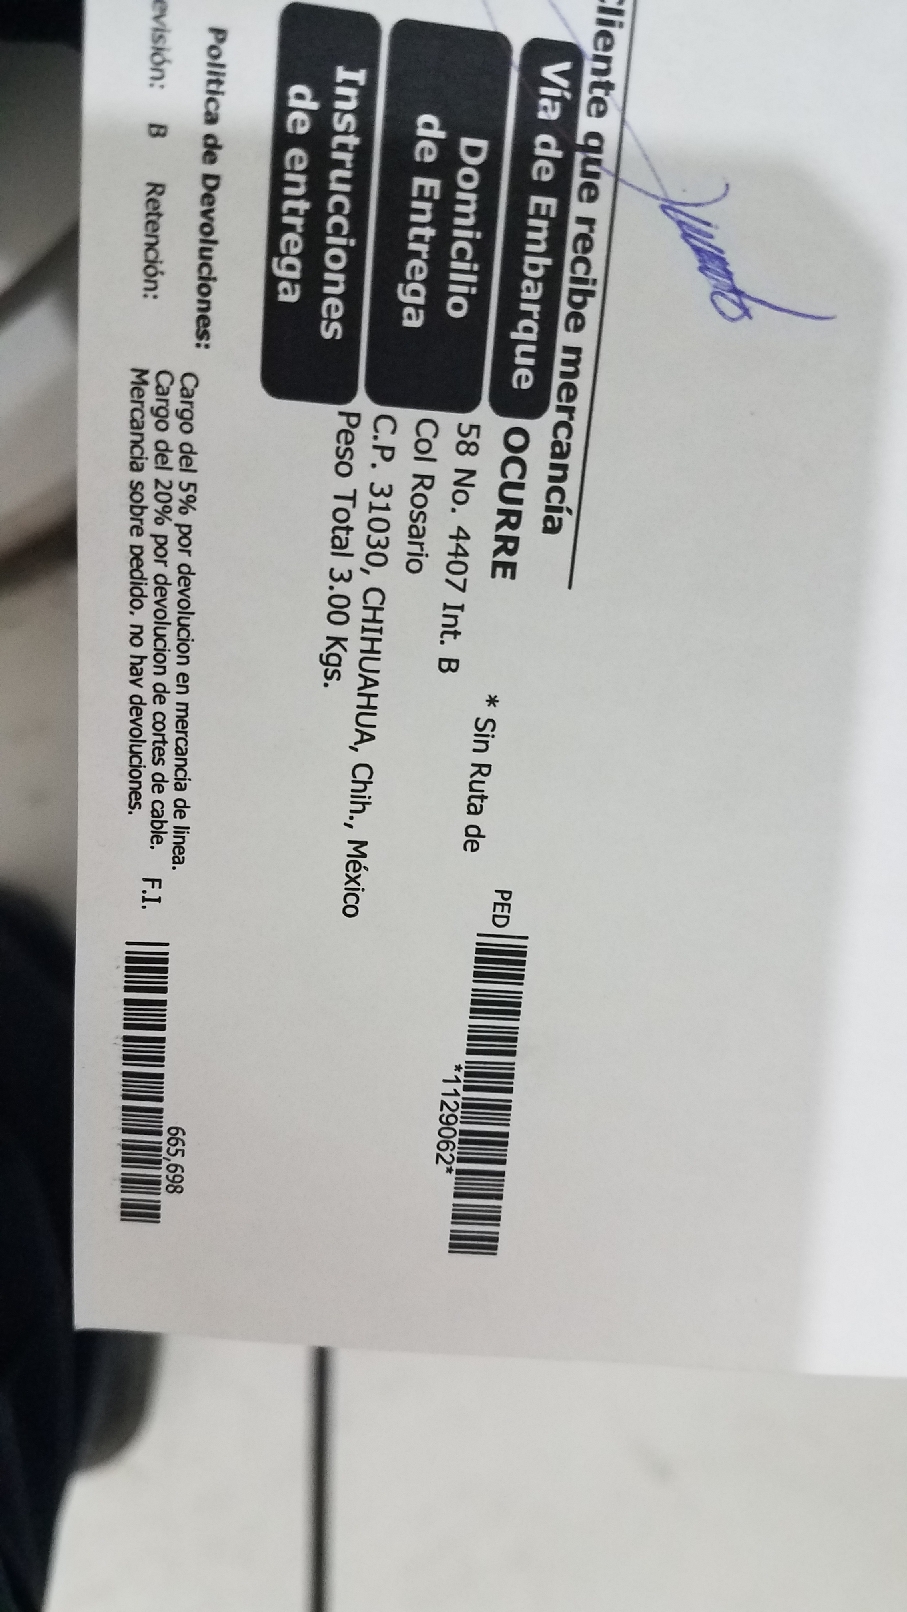 cliente que recibe mercancía
Vía de Embarque OCURRE
* Sin Ruta de
PED
*1129062*
Domicilio de Entrega
58 No. 4407 Int. B
Col Rosario
C.P. 31030, CHIHUAHUA, Chih., México
Instrucciones de entrega
Peso Total 3.00 Kgs.
Politica de Devoluciones:
Cargo del 5% por devolucion en mercancia de linea.
Cargo del 20% por devolucion de cortes de cable.
Mercancia sobre pedido, no hay devoluciones.
evisión: B Retención:
F.I.
665,698